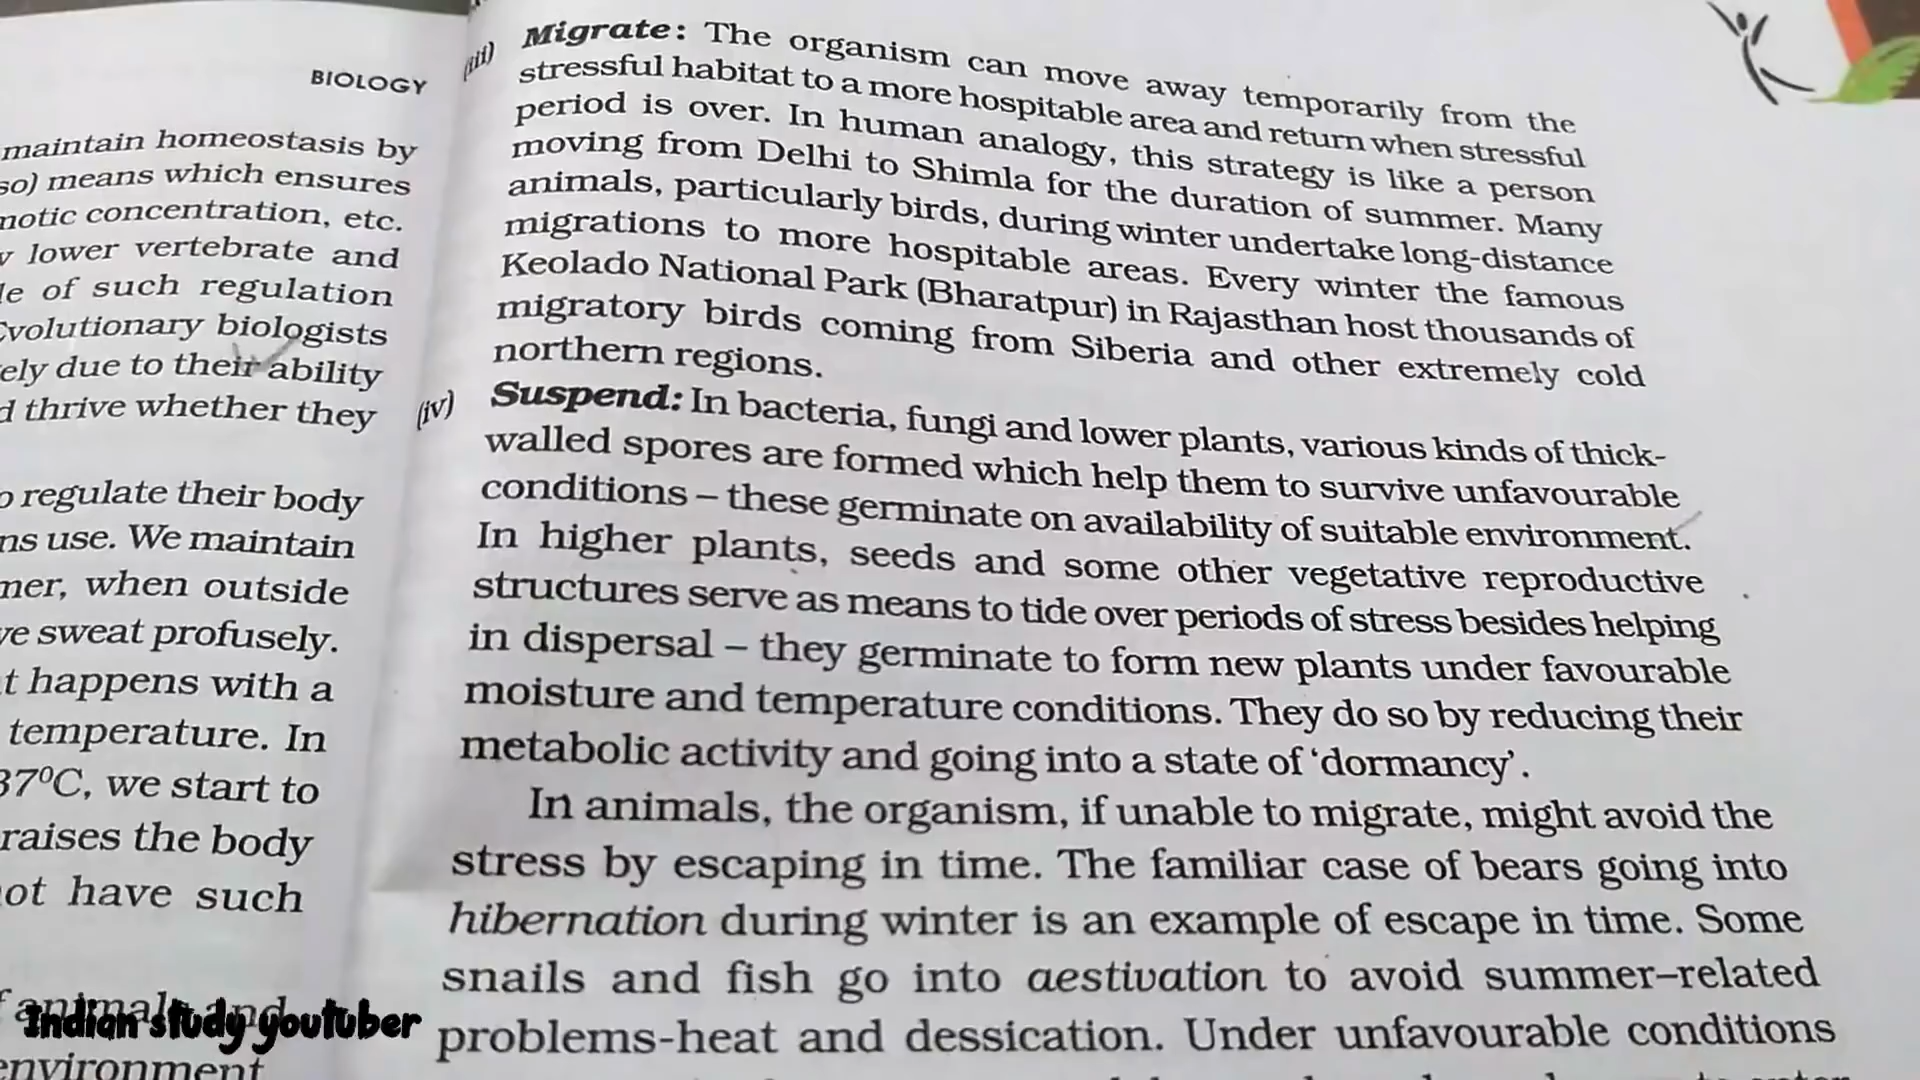 BIOLOGY
maintain homeostasis by
so) means which ensures
notic concentration, etc.
lower vertebrate and
of such regulation
Evolutionary biologists
ely due to their ability
d thrive whether they
o regulate their body
ns use. We maintain
mer, when outside
ve sweat profusely.
t happens with a
temperature. In
37⁰C, we start to
raises the body
ot have such
animals and
environment
(iii) Migrate: The organism can move away temporarily from the
stressful habitat to a more hospitable area and return when stressful
period is over. In human analogy, this strategy is like a person
moving from Delhi to Shimla for the duration of summer. Many
animals, particularly birds, during winter undertake long-distance
migrations to more hospitable areas. Every winter the famous
Keolado National Park (Bharatpur) in Rajasthan host thousands of
migratory birds coming from Siberia and other extremely cold
northern regions.
(iv) Suspend: In bacteria, fungi and lower plants, various kinds of thick-
walled spores are formed which help them to survive unfavourable
conditions – these germinate on availability of suitable environment.
In higher plants, seeds and some other vegetative reproductive
structures serve as means to tide over periods of stress besides helping
in dispersal – they germinate to form new plants under favourable
moisture and temperature conditions. They do so by reducing their
metabolic activity and going into a state of ‘dormancy’.
In animals, the organism, if unable to migrate, might avoid the
stress by escaping in time. The familiar case of bears going into
hibernation during winter is an example of escape in time. Some
snails and fish go into aestivation to avoid summer–related
problems-heat and dessication. Under unfavourable conditions
Indian study youtuber